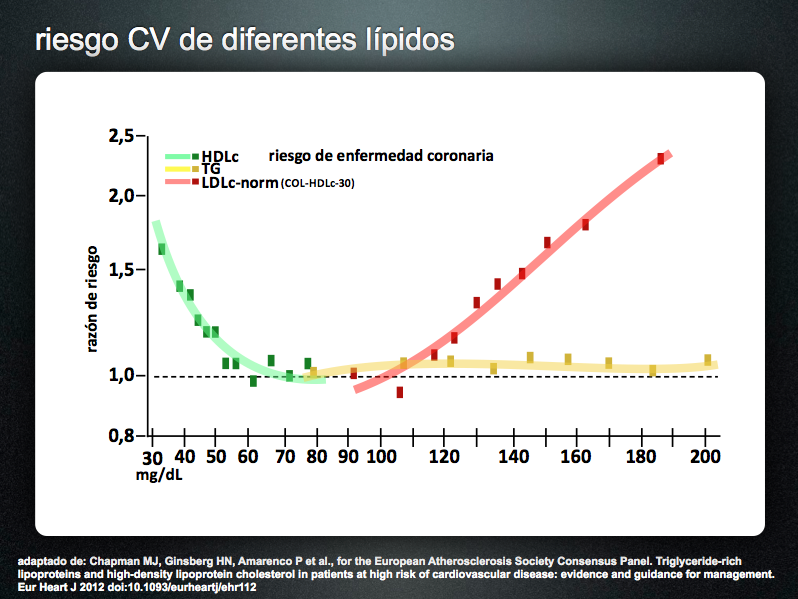 riesgo CV de diferentes lípidos
2,5
HDLc riesgo de enfermedad coronaria
TG
LDLc-norm (COL-HDLc-30)
2,0
1,5
razón de riesgo
1,0
0,8
30 40 50 60 70 80 90 100 120 140 160 180 200
mg/dL
adaptado de: Chapman MJ, Ginsberg HN, Amarenco P et al., for the European Atherosclerosis Society Consensus Panel. Triglyceride-rich
lipoproteins and high-density lipoprotein cholesterol in patients at high risk of cardiovascular disease: evidence and guidance for management.
Eur Heart J 2012 doi:10.1093/eurheartj/ehr112